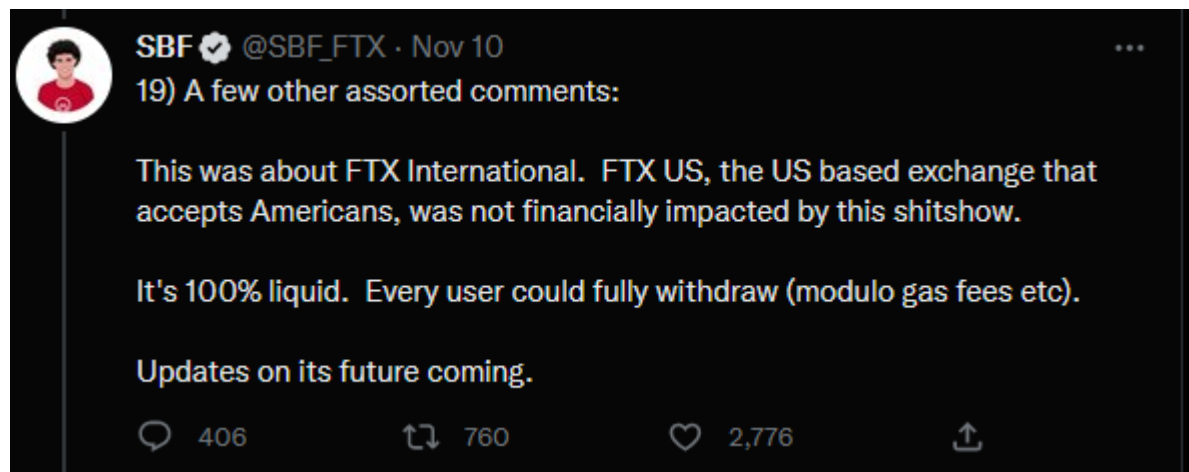 SBF @SBF_FTX · Nov 10
19) A few other assorted comments:
This was about FTX International.  FTX US, the US based exchange that
accepts Americans, was not financially impacted by this shitshow.
It's 100% liquid.  Every user could fully withdraw (modulo gas fees etc).
Updates on its future coming.
406 760 2,776